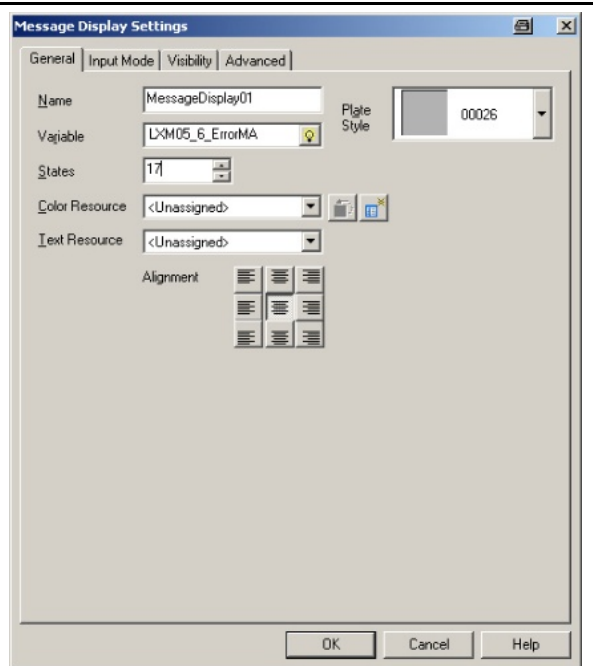 Message Display Settings
General Input Mode Visibility Advanced
Name MessageDisplay01
Plate Style 00026
Variable LXM05_6_ErrorMA
States 17
Color Resource <Unassigned>
Text Resource <Unassigned>
Alignment
OK Cancel Help